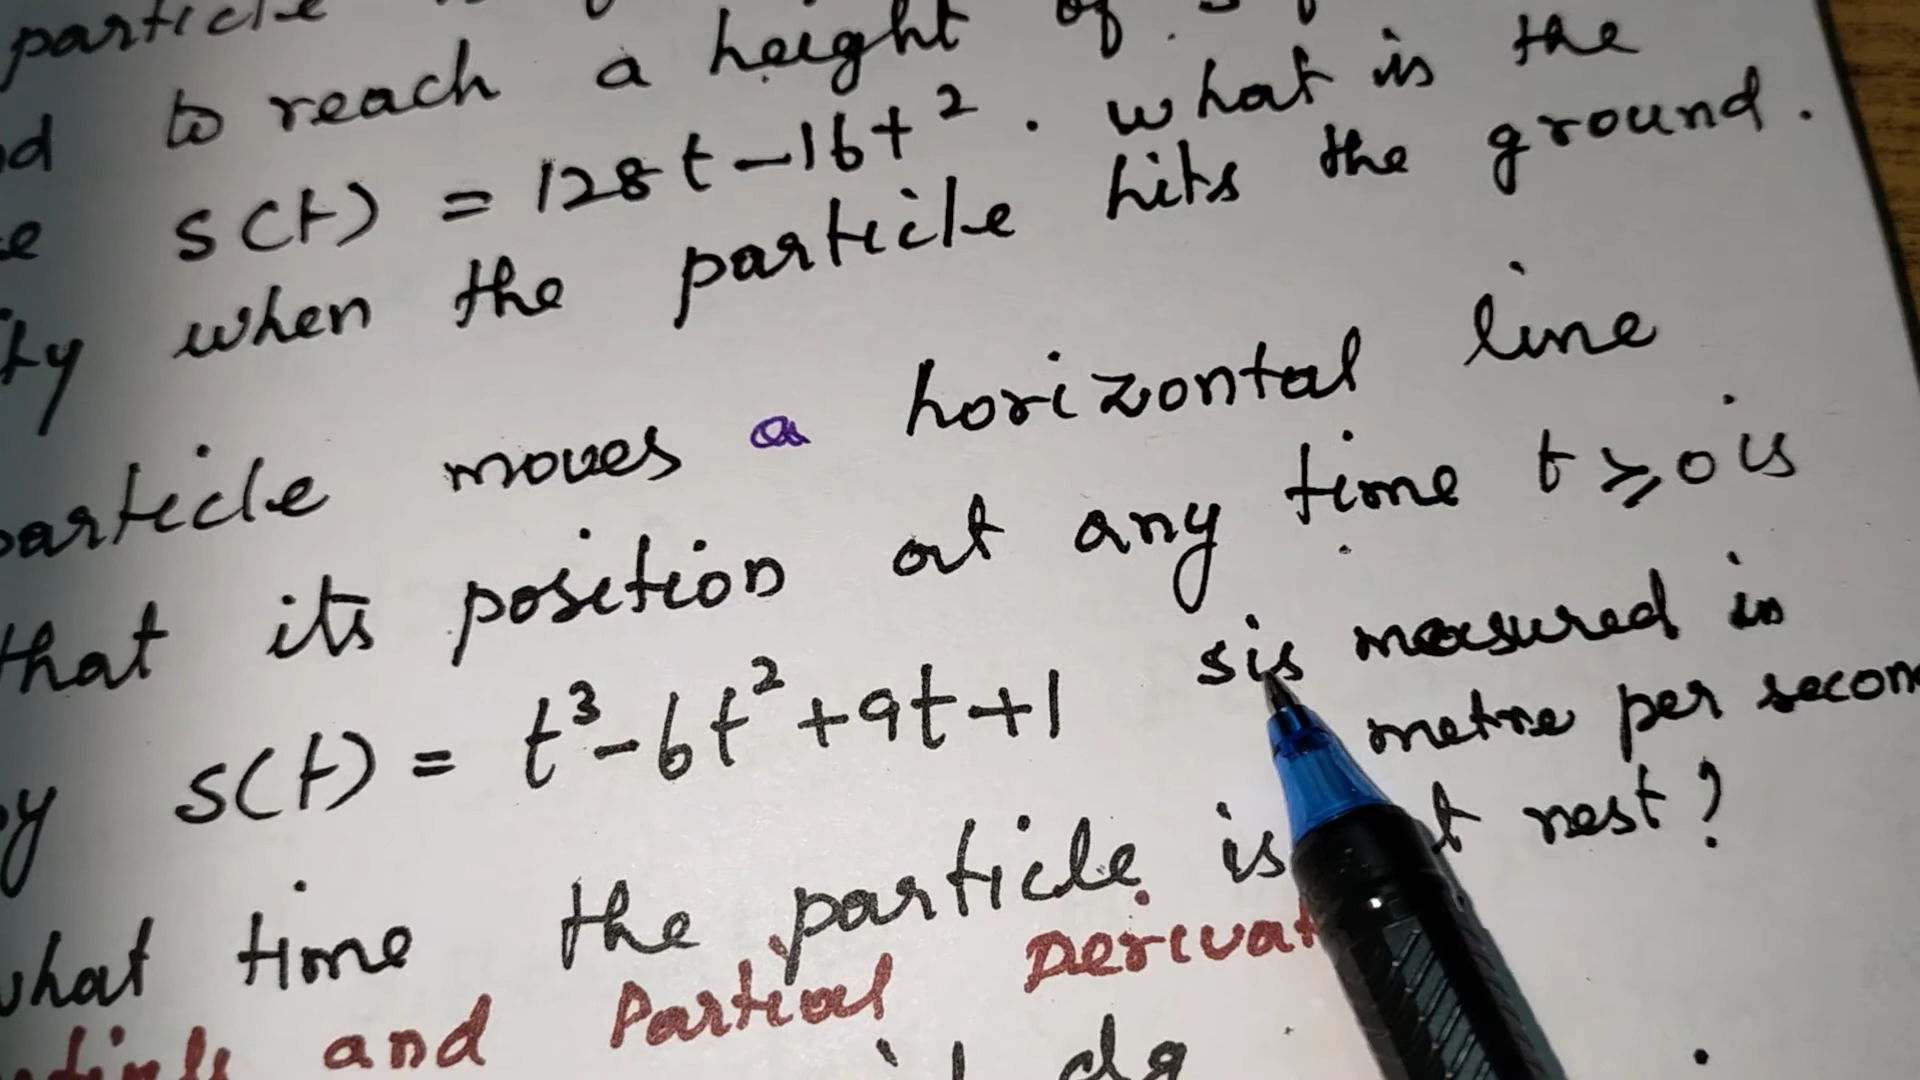 particle
to reach a height of
s(t) = 128t-16t². what is the
when the particle hits the ground.
particle moves a horizontal line
that its position at any time t ≥ 0 is
s(t) = t³-6t²+9t+1 s is measured in
metre per secon
what time the particle is t rest?
and Partial Derivat